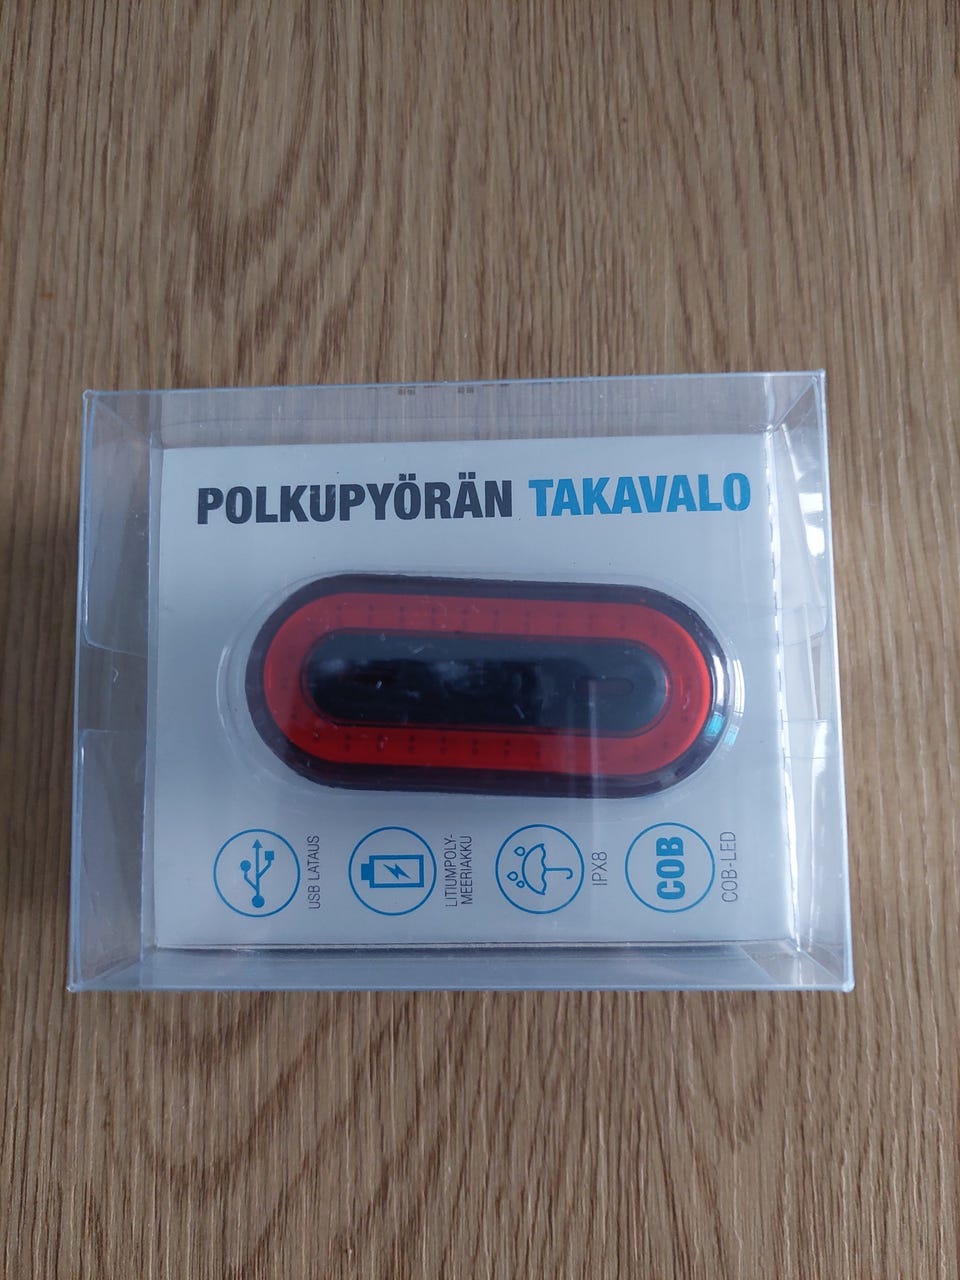 POLKUPYÖRÄN TAKAVALO
USB LATAUS
LITIUMPOLY-
MEERIAKKU
IPX8
COB
COB-LED